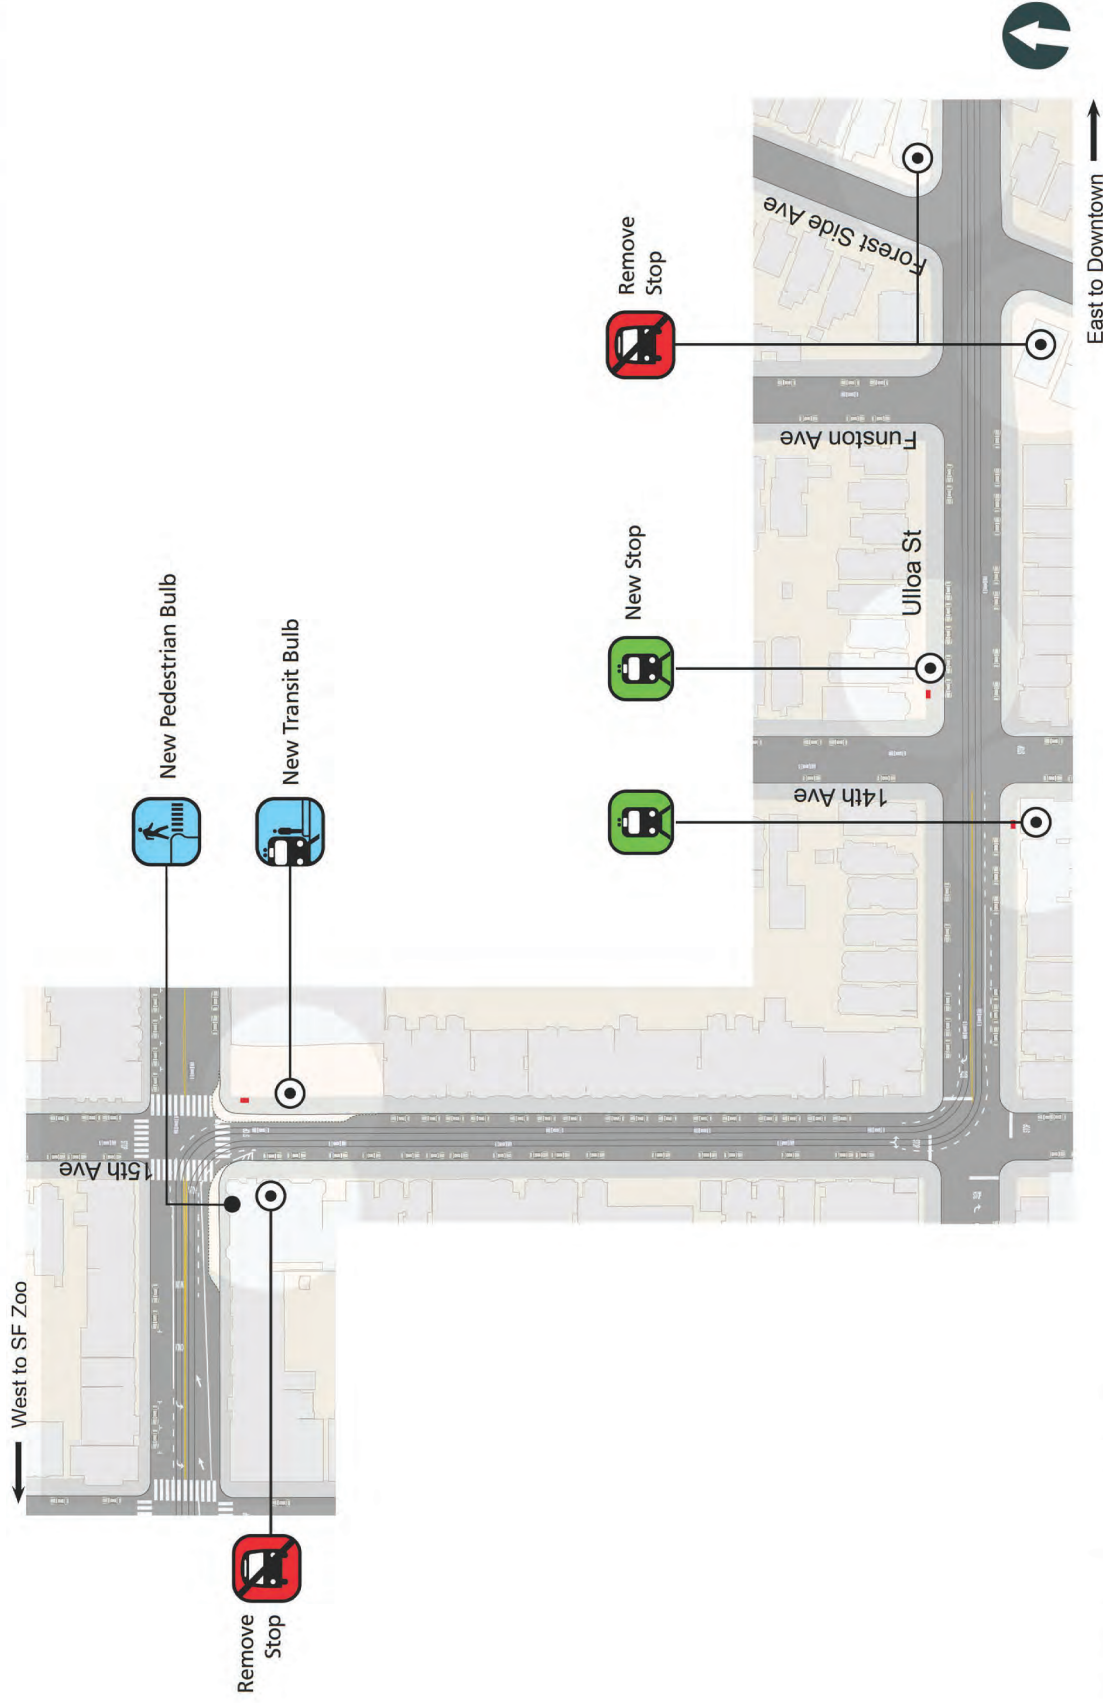 West to SF Zoo
New Pedestrian Bulb
15th Ave
Remove
Stop
New Transit Bulb
Remove
Stop
New Stop
Forest Side Ave
Funston Ave
14th Ave
Ulloa St
East to Downtown